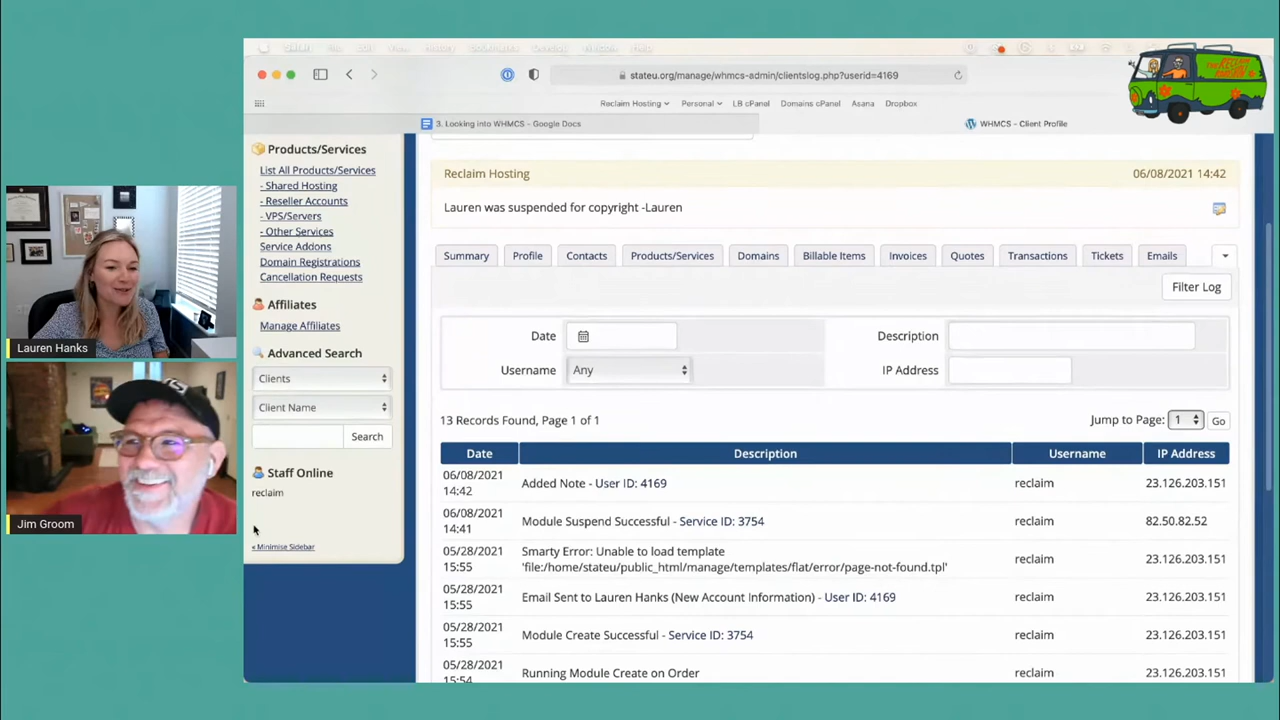 stateu.org/manage/whmcs-admin/clientslog.php?userid=4169
Reclaim Hosting
Personal
LB cPanel
Domains cPanel
Asana
Dropbox
3. Looking into WHMCS - Google Docs
WHMCS - Client Profile
Products/Services
List All Products/Services
- Shared Hosting
- Reseller Accounts
- VPS/Servers
- Other Services
Service Addons
Domain Registrations
Cancellation Requests
Affiliates
Manage Affiliates
Advanced Search
Clients
Client Name
Search
Staff Online
reclaim
« Minimise Sidebar
Reclaim Hosting 06/08/2021 14:42
Lauren was suspended for copyright -Lauren
Summary Profile Contacts Products/Services Domains Billable Items Invoices Quotes Transactions Tickets Emails
Filter Log
Date Description
Username Any IP Address
13 Records Found, Page 1 of 1 Jump to Page: 1 Go
Date Description Username IP Address
06/08/2021
14:42
Added Note - User ID: 4169 reclaim 23.126.203.151
06/08/2021
14:41
Module Suspend Successful - Service ID: 3754 reclaim 82.50.82.52
05/28/2021
15:55
Smarty Error: Unable to load template
'file:/home/stateu/public_html/manage/templates/flat/error/page-not-found.tpl'
reclaim 23.126.203.151
05/28/2021
15:55
Email Sent to Lauren Hanks (New Account Information) - User ID: 4169 reclaim 23.126.203.151
05/28/2021
15:55
Module Create Successful - Service ID: 3754 reclaim 23.126.203.151
05/28/2021
15:54
Running Module Create on Order reclaim 23.126.203.151
Lauren Hanks
Jim Groom